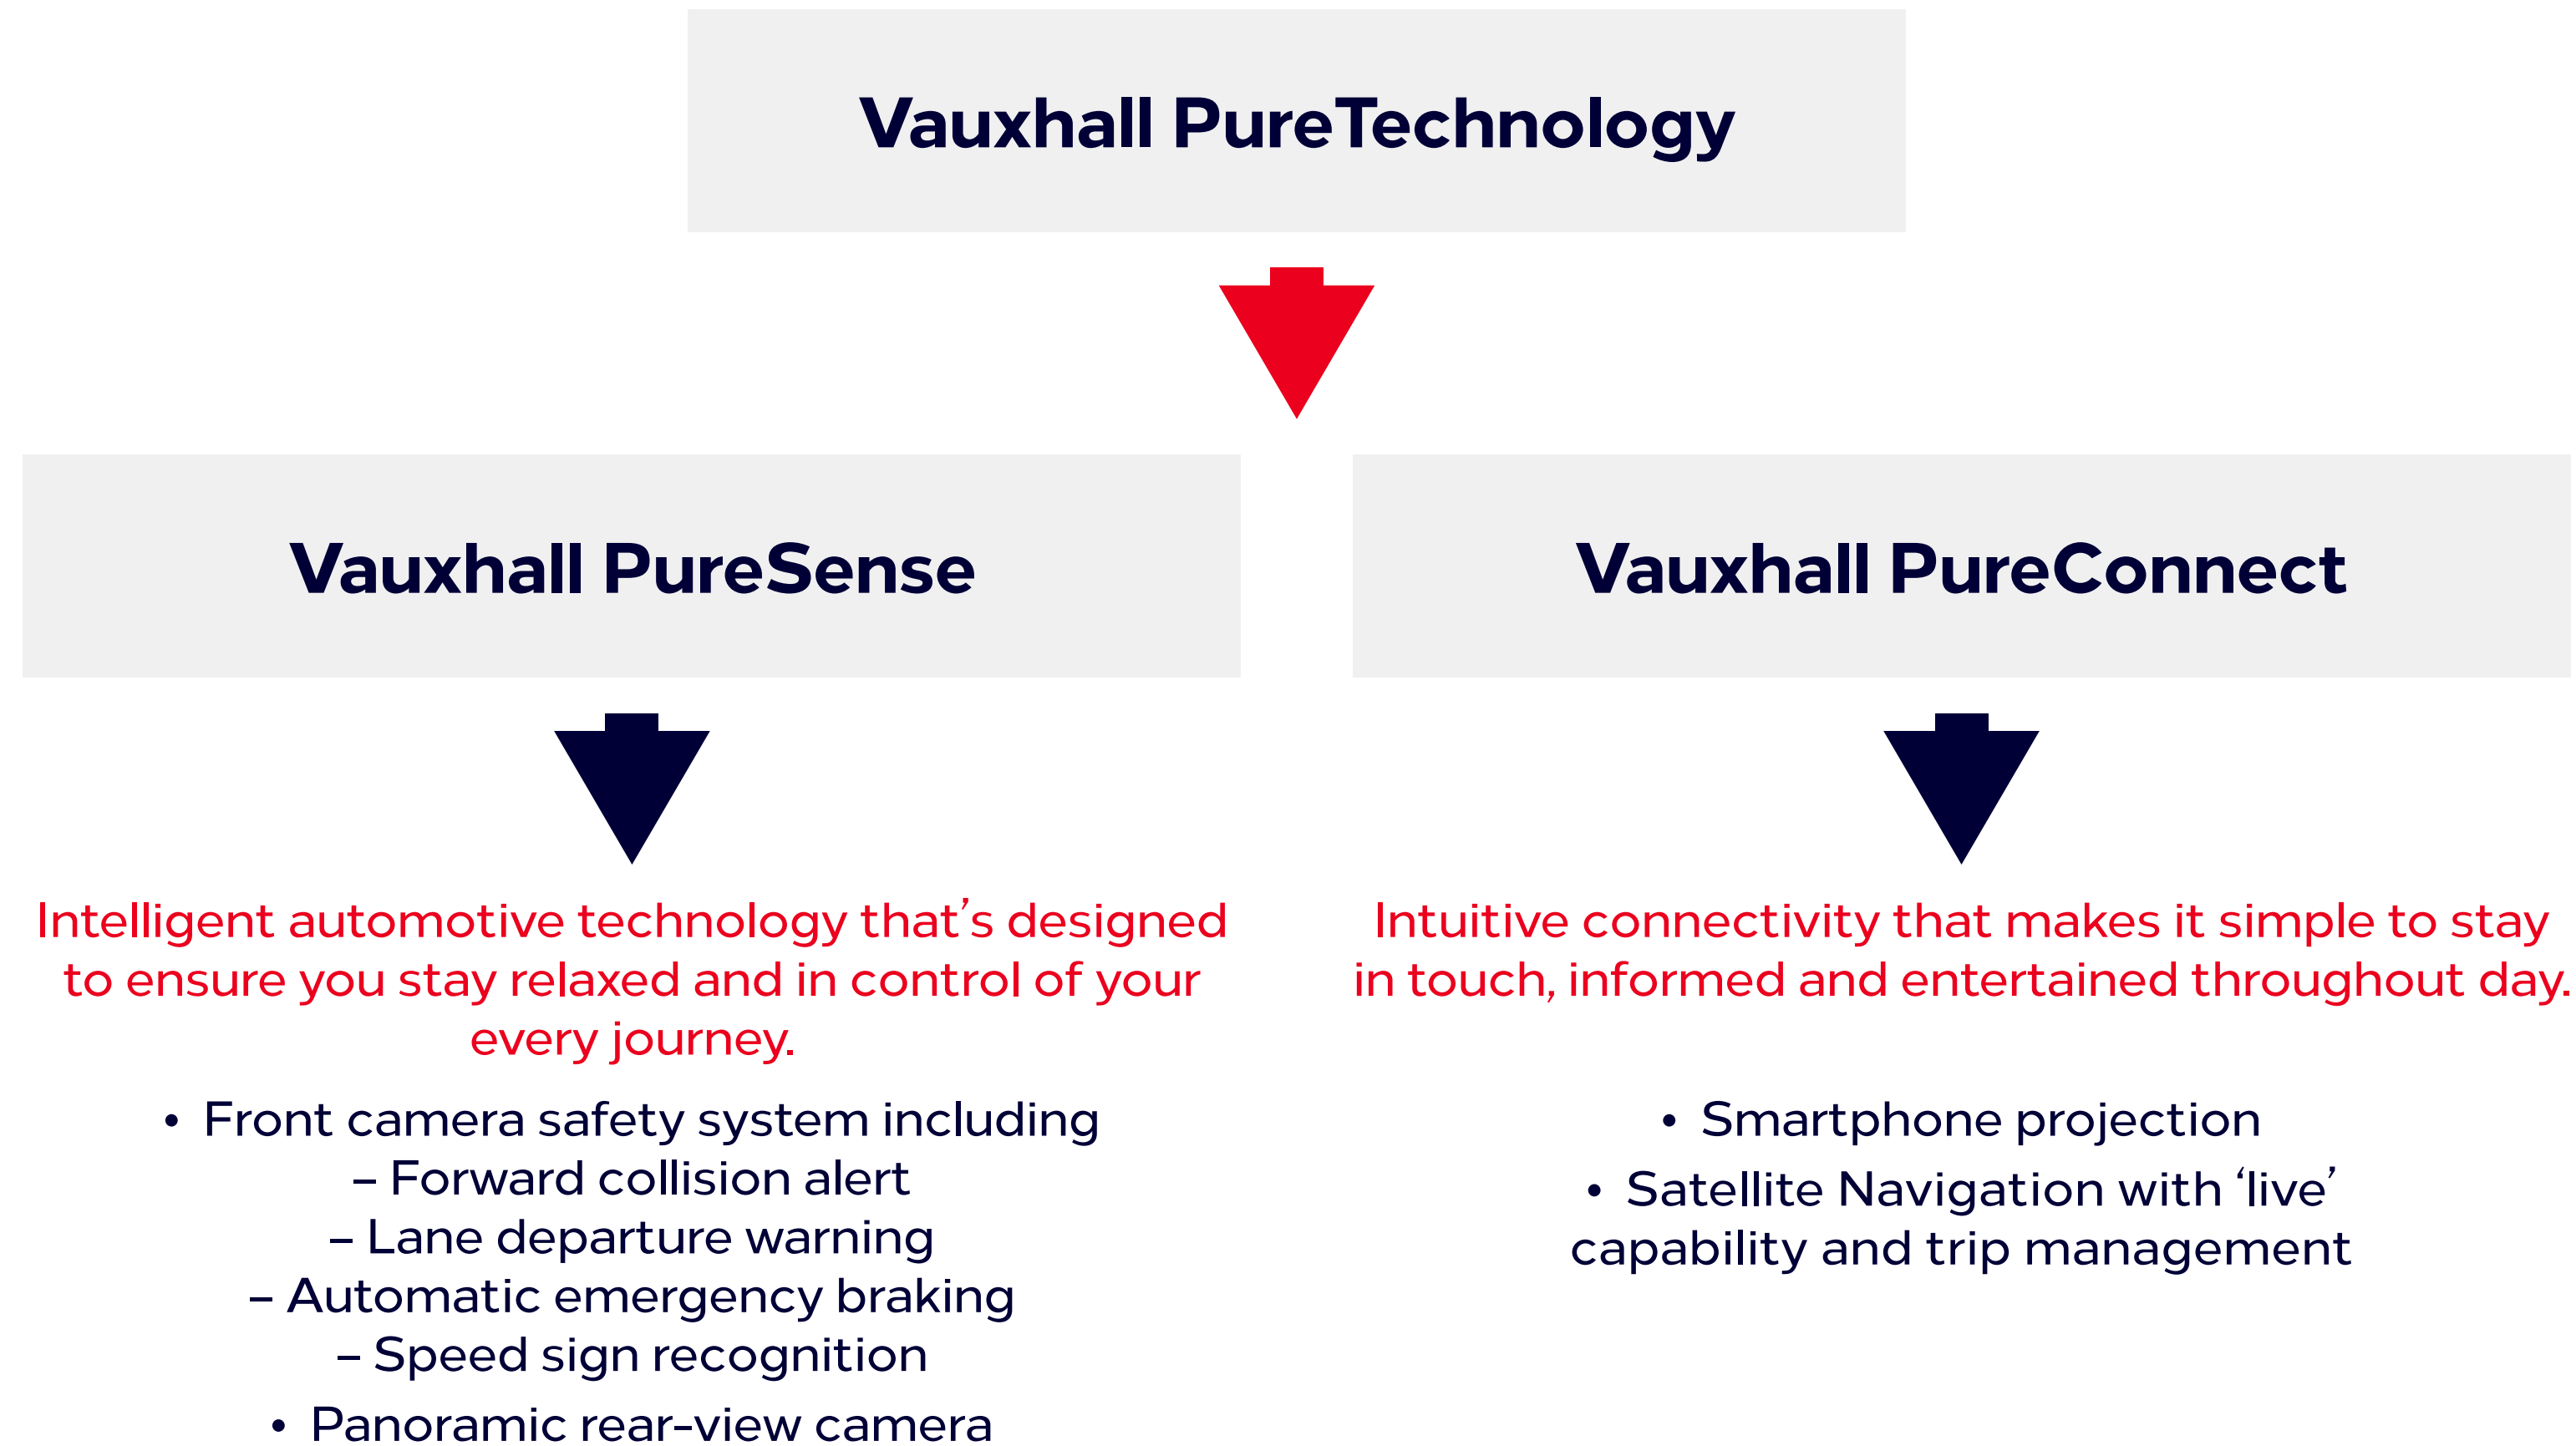 Vauxhall PureTechnology
Vauxhall PureSense
Intelligent automotive technology that’s designed
to ensure you stay relaxed and in control of your
every journey.
• Front camera safety system including
– Forward collision alert
– Lane departure warning
– Automatic emergency braking
– Speed sign recognition
• Panoramic rear-view camera
Vauxhall PureConnect
Intuitive connectivity that makes it simple to stay
in touch, informed and entertained throughout day.
• Smartphone projection
• Satellite Navigation with ‘live’
capability and trip management